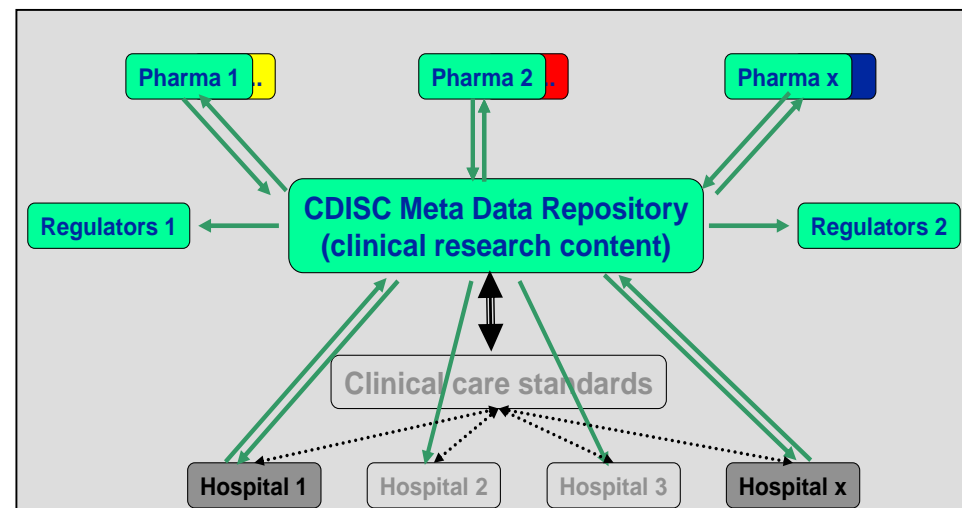 Pharma 1 ..
Pharma 2 ..
Pharma x
Regulators 1
CDISC Meta Data Repository
(clinical research content)
Regulators 2
Clinical care standards
Hospital 1
Hospital 2
Hospital 3
Hospital x